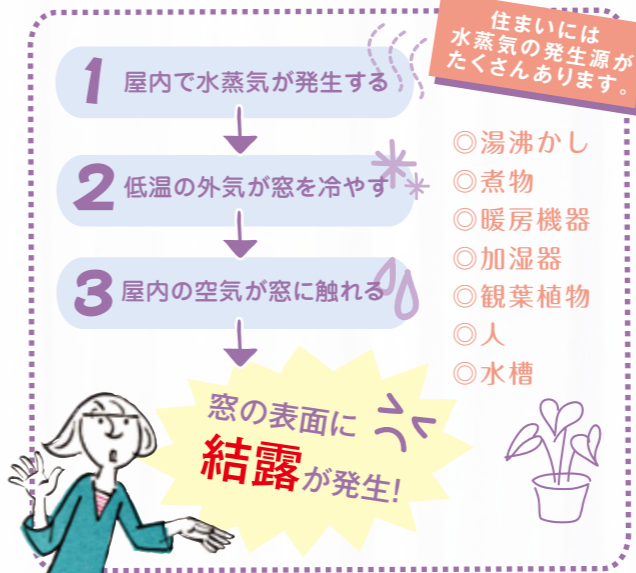 住まいには
水蒸気の発生源が
たくさんあります。
1 屋内で水蒸気が発生する
2 低温の外気が窓を冷やす
3 屋内の空気が窓に触れる
窓の表面に
結露が発生!
◎湯沸かし
◎煮物
◎暖房機器
◎加湿器
◎観葉植物
◎人
◎水槽